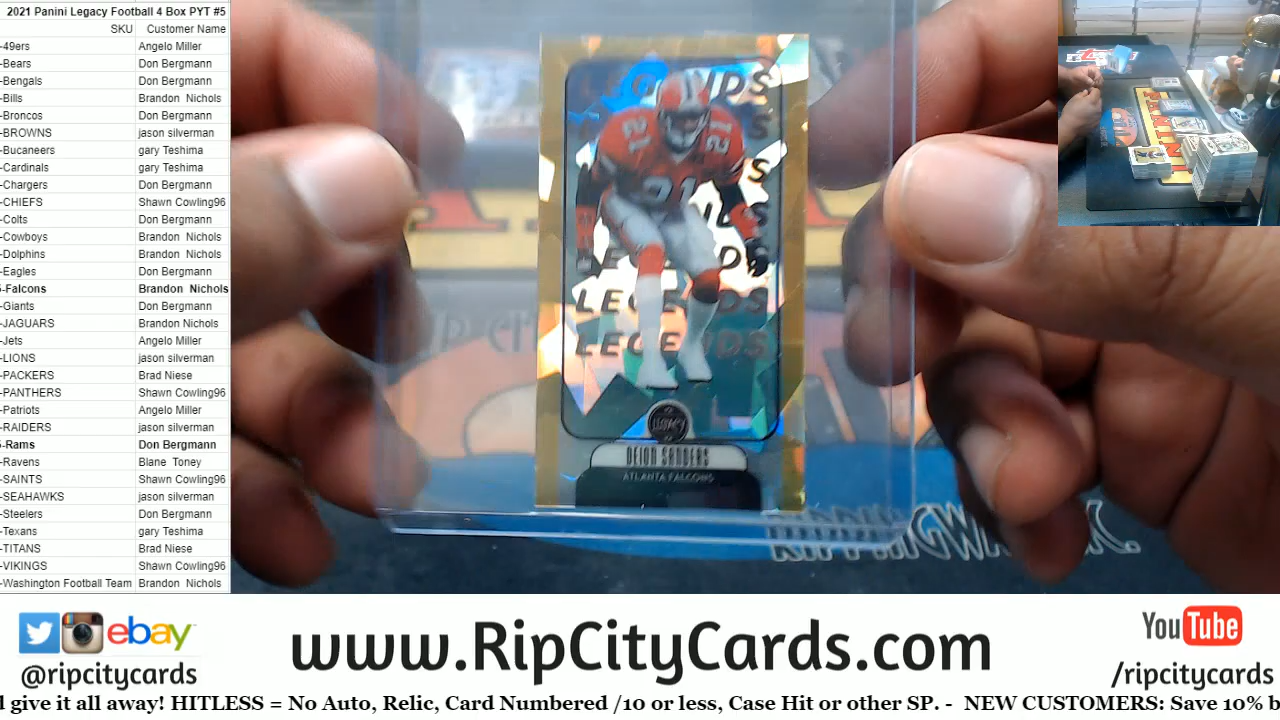 2021 Panini Legacy Football 4 Box PYT #5
SKU Customer Name
-49ers Angelo Miller
-Bears Don Bergmann
-Bengals Don Bergmann
-Bills Brandon Nichols
-Broncos Don Bergmann
-BROWNS jason silverman
-Bucaneers gary Teshima
-Cardinals gary Teshima
-Chargers Don Bergmann
-CHIEFS Shawn Cowling96
-Colts Don Bergmann
-Cowboys Brandon Nichols
-Dolphins Brandon Nichols
-Eagles Don Bergmann
-Falcons Brandon Nichols
-Giants Don Bergmann
-JAGUARS Brandon Nichols
-Jets Angelo Miller
-LIONS jason silverman
-PACKERS Brad Niese
-PANTHERS Shawn Cowling96
-Patriots Angelo Miller
-RAIDERS jason silverman
-Rams Don Bergmann
-Ravens Blane Toney
-SAINTS Shawn Cowling96
-SEAHAWKS jason silverman
-Steelers Don Bergmann
-Texans gary Teshima
-TITANS Brad Niese
-VIKINGS Shawn Cowling96
-Washington Football Team Brandon Nichols
LEGENDS
21 21
21
LEGENDS
LEGENDS
LEGACY
DEION SANDERS
ATLANTA FALCONS
PANINI
ebay
@ripcitycards
www.RipCityCards.com
YouTube
/ripcitycards
give it all away! HITLESS = No Auto, Relic, Card Numbered /10 or less, Case Hit or other SP. - NEW CUSTOMERS: Save 10%